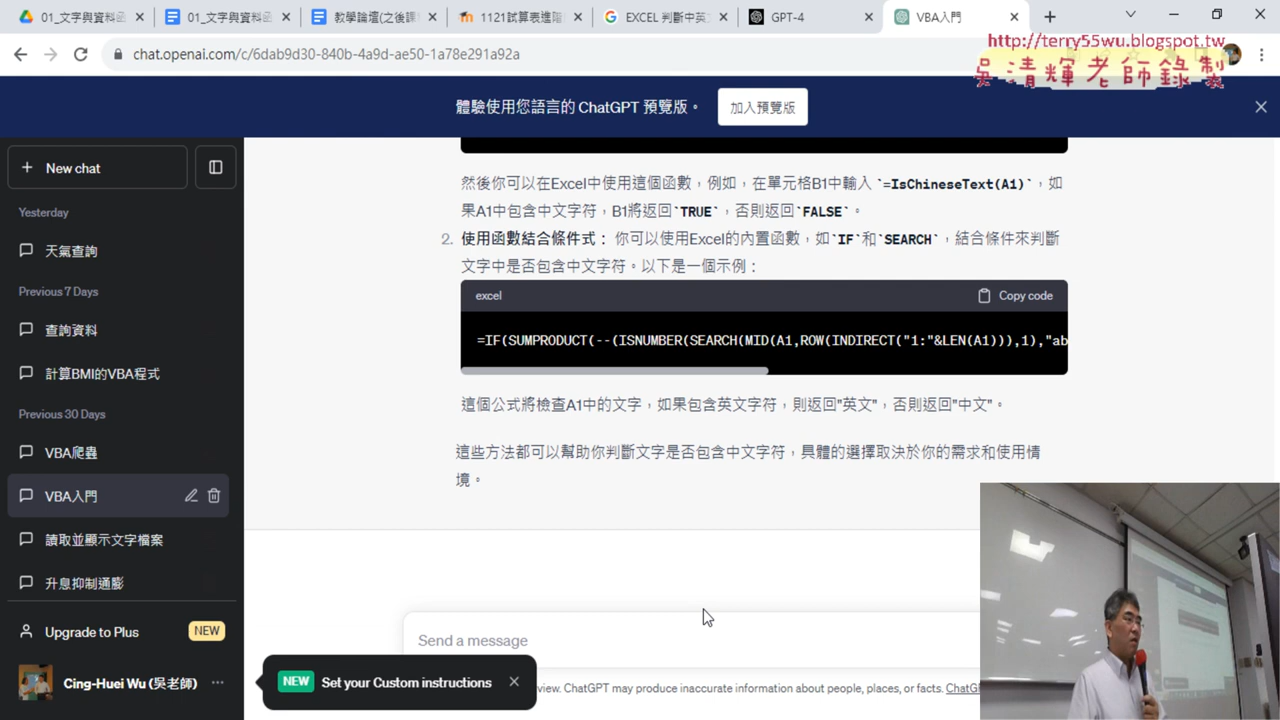 01_文字與資料函
01_文字與資料函
教學論壇(之後課
1121試算表進階
EXCEL 判斷中英文
GPT-4
VBA入門
chat.openai.com/c/6dab9d30-840b-4a9d-ae50-1a78e291a92a
http://terry55wu.blogspot.tw
吳清輝老師錄製
體驗使用您語言的 ChatGPT 預覽版。
加入預覽版
New chat
Yesterday
天氣查詢
Previous 7 Days
查詢資料
計算BMI的VBA程式
Previous 30 Days
VBA爬蟲
VBA入門
讀取並顯示文字檔案
升息抑制通膨
Upgrade to Plus
NEW
Cing-Huei Wu (吳老師)
然後你可以在Excel中使用這個函數，例如，在單元格B1中輸入 `=IsChineseText(A1)`，如
果A1中包含中文字符，B1將返回`TRUE`，否則返回`FALSE`。
2. 使用函數結合條件式： 你可以使用Excel的內置函數，如`IF`和`SEARCH`，結合條件來判斷
文字中是否包含中文字符。以下是一個示例：
excel
Copy code
=IF(SUMPRODUCT(--(ISNUMBER(SEARCH(MID(A1,ROW(INDIRECT("1:"&LEN(A1))),1),"ab
這個公式將檢查A1中的文字，如果包含英文字符，則返回"英文"，否則返回"中文"。
這些方法都可以幫助你判斷文字是否包含中文字符，具體的選擇取決於你的需求和使用情
境。
Send a message
NEW
Set your Custom instructions
view. ChatGPT may produce inaccurate information about people, places, or facts. ChatG